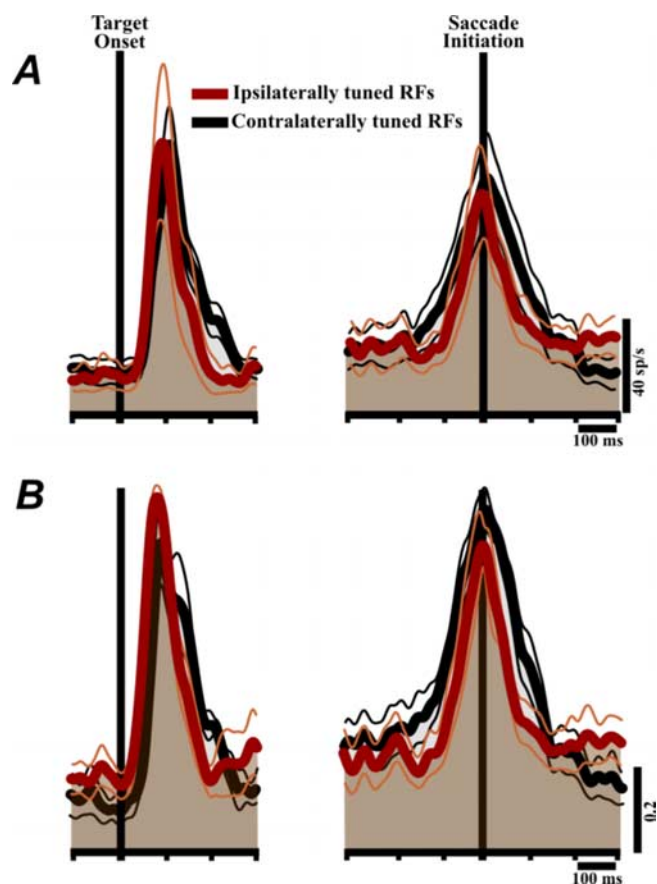 Target
Onset
Saccade
Initiation
A
Ipsilaterally tuned RFs
Contralaterally tuned RFs
40 sp/s
100 ms
B
0.2
100 ms